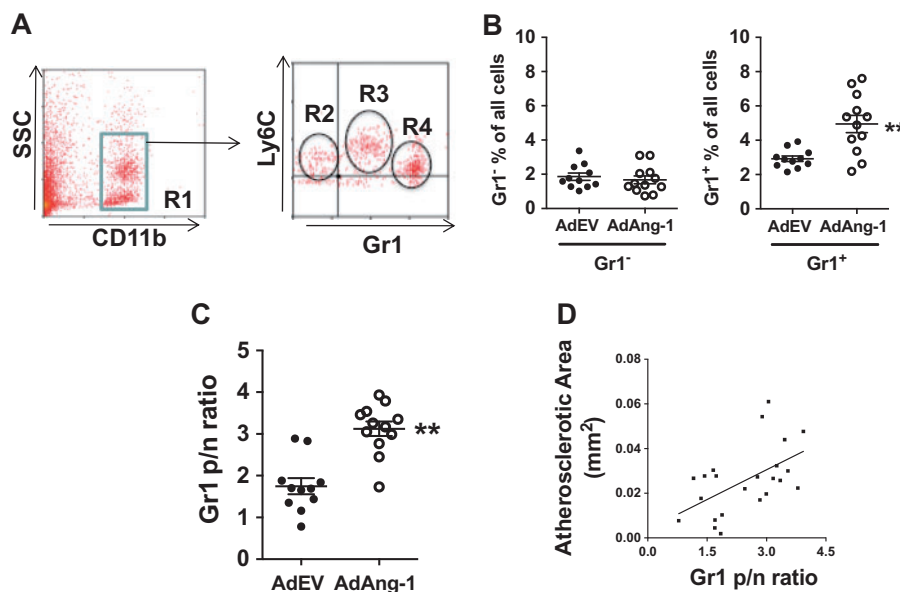 A
SSC
CD11b
R1
Ly6C
Gr1
R2
R3
R4
B
Gr1⁻ % of all cells
10
8
6
4
2
0
AdEV AdAng-1
Gr1⁻
Gr1⁺ % of all cells
10
8
6
4
2
0
**
AdEV AdAng-1
Gr1⁺
C
Gr1 p/n ratio
5
4
3
2
1
0
**
AdEV AdAng-1
D
Atherosclerotic Area
(mm²)
0.08
0.06
0.04
0.02
0.00
0.0 1.5 3.0 4.5
Gr1 p/n ratio